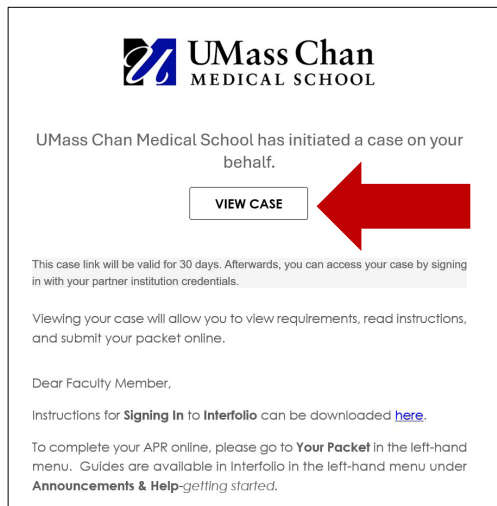 UMass Chan
MEDICAL SCHOOL
UMass Chan Medical School has initiated a case on your
behalf.
VIEW CASE
This case link will be valid for 30 days. Afterwards, you can access your case by signing
in with your partner institution credentials.
Viewing your case will allow you to view requirements, read instructions,
and submit your packet online.
Dear Faculty Member,
Instructions for Signing In to Interfolio can be downloaded here.
To complete your APR online, please go to Your Packet in the left-hand
menu. Guides are available in Interfolio in the left-hand menu under
Announcements & Help-getting started.